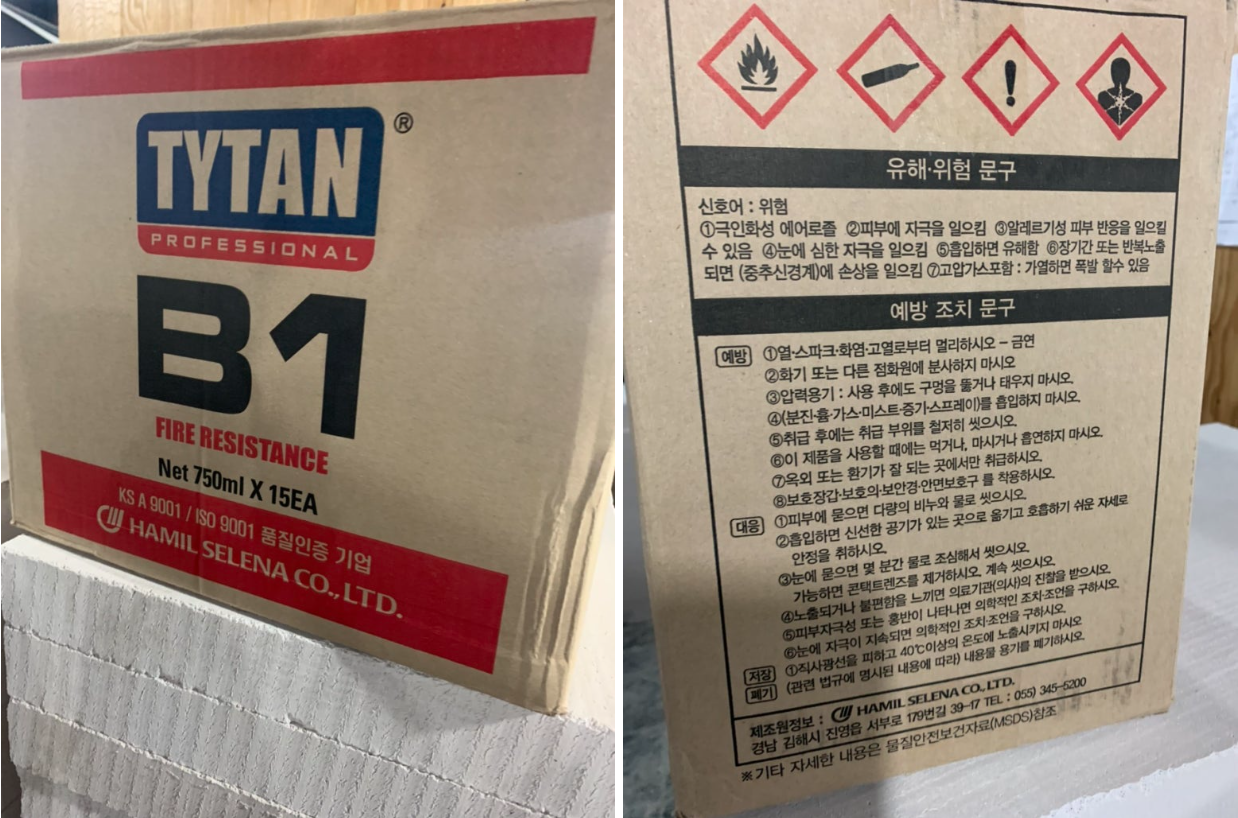 TYTAN
®
PROFESSIONAL
B1
FIRE RESISTANCE
Net 750ml X 15EA
KS A 9001 / ISO 9001 품질인증 기업
HAMIL SELENA CO., LTD.
유해·위험 문구
신호어 : 위험
①극인화성 에어로졸 ②피부에 자극을 일으킴 ③알레르기성 피부 반응을 일으킬
수 있음 ④눈에 심한 자극을 일으킴 ⑤흡입하면 유해함 ⑥장기간 또는 반복노출
되면 (중추신경계)에 손상을 일으킴 ⑦고압가스포함 : 가열하면 폭발 할수 있음
예방 조치 문구
예방 ①열·스파크·화염·고열로부터 멀리하시오 – 금연
②화기 또는 다른 점화원에 분사하지 마시오
③압력용기 : 사용 후에도 구멍을 뚫거나 태우지 마시오.
④(분진·흄·가스·미스트·증기·스프레이)를 흡입하지 마시오.
⑤취급 후에는 취급 부위를 철저히 씻으시오.
⑥이 제품을 사용할 때에는 먹거나, 마시거나 흡연하지 마시오.
⑦옥외 또는 환기가 잘 되는 곳에서만 취급하시오.
⑧보호장갑·보호의·보안경·안면보호구 를 착용하시오.
대응 ①피부에 묻으면 다량의 비누와 물로 씻으시오.
②흡입하면 신선한 공기가 있는 곳으로 옮기고 호흡하기 쉬운 자세로
안정을 취하시오.
③눈에 묻으면 몇 분간 물로 조심해서 씻으시오.
가능하면 콘택트렌즈를 제거하시오. 계속 씻으시오.
④노출되거나 불편함을 느끼면 의료기관(의사)의 진찰을 받으시오.
⑤피부자극성 또는 홍반이 나타나면 의학적인 조치·조언을 구하시오.
⑥눈에 자극이 지속되면 의학적인 조치·조언을 구하시오.
저장 ①직사광선을 피하고 40℃이상의 온도에 노출시키지 마시오
폐기 (관련 법규에 명시된 내용에 따라) 내용물 용기를 폐기하시오.
제조원정보 : HAMIL SELENA CO., LTD.
경남 김해시 진영읍 서부로 179번길 39-17 TEL : 055) 345-5200
※기타 자세한 내용은 물질안전보건자료(MSDS)참조